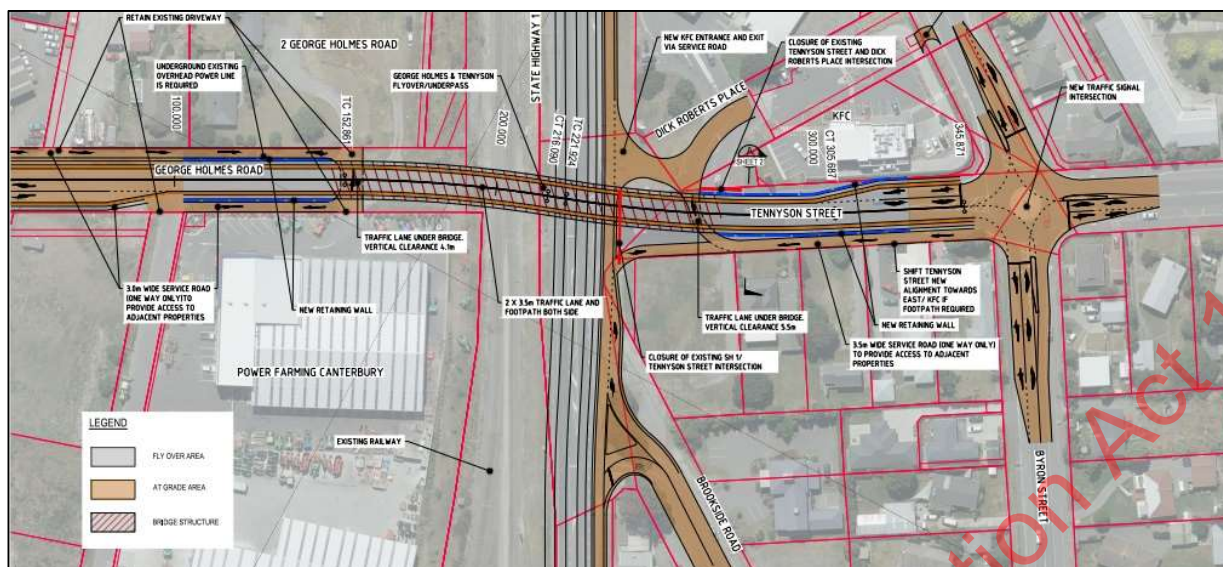 RETAIN EXISTING DRIVEWAY
2 GEORGE HOLMES ROAD
UNDERGROUND EXISTING
OVERHEAD POWER LINE
IS REQUIRED
GEORGE HOLMES & TENNYSON
FLYOVER/UNDERPASS
STATE HIGHWAY 1
NEW KFC ENTRANCE AND EXIT
VIA SERVICE ROAD
CLOSURE OF EXISTING
TENNYSON STREET AND DICK
ROBERTS PLACE INTERSECTION
NEW TRAFFIC SIGNAL
INTERSECTION
DICK ROBERTS PLACE
KFC
100.000
TC 152.861
200.000
CT 216.090
TC 221.924
300.000
CT 305.687
345.871
A
SHEET 2
GEORGE HOLMES ROAD
TENNYSON STREET
TRAFFIC LANE UNDER BRIDGE.
VERTICAL CLEARANCE 4.1m
3.0m WIDE SERVICE ROAD
(ONE WAY ONLY)TO
PROVIDE ACCESS TO
ADJACENT PROPERTIES
NEW RETAINING WALL
2 X 3.5m TRAFFIC LANE AND
FOOTPATH BOTH SIDE
TRAFFIC LANE UNDER BRIDGE.
VERTICAL CLEARANCE 5.5m
SHIFT TENNYSON
STREET NEW
ALIGNMENT TOWARDS
EAST/ KFC IF
FOOTPATH REQUIRED
NEW RETAINING WALL
3.5m WIDE SERVICE ROAD (ONE WAY ONLY)
TO PROVIDE ACCESS TO ADJACENT
PROPERTIES
CLOSURE OF EXISTING SH 1/
TENNYSON STREET INTERSECTION
POWER FARMING CANTERBURY
EXISTING RAILWAY
BROOKSIDE ROAD
BYRON STREET
LEGEND
FLY OVER AREA
AT GRADE AREA
BRIDGE STRUCTURE
tion Act 1